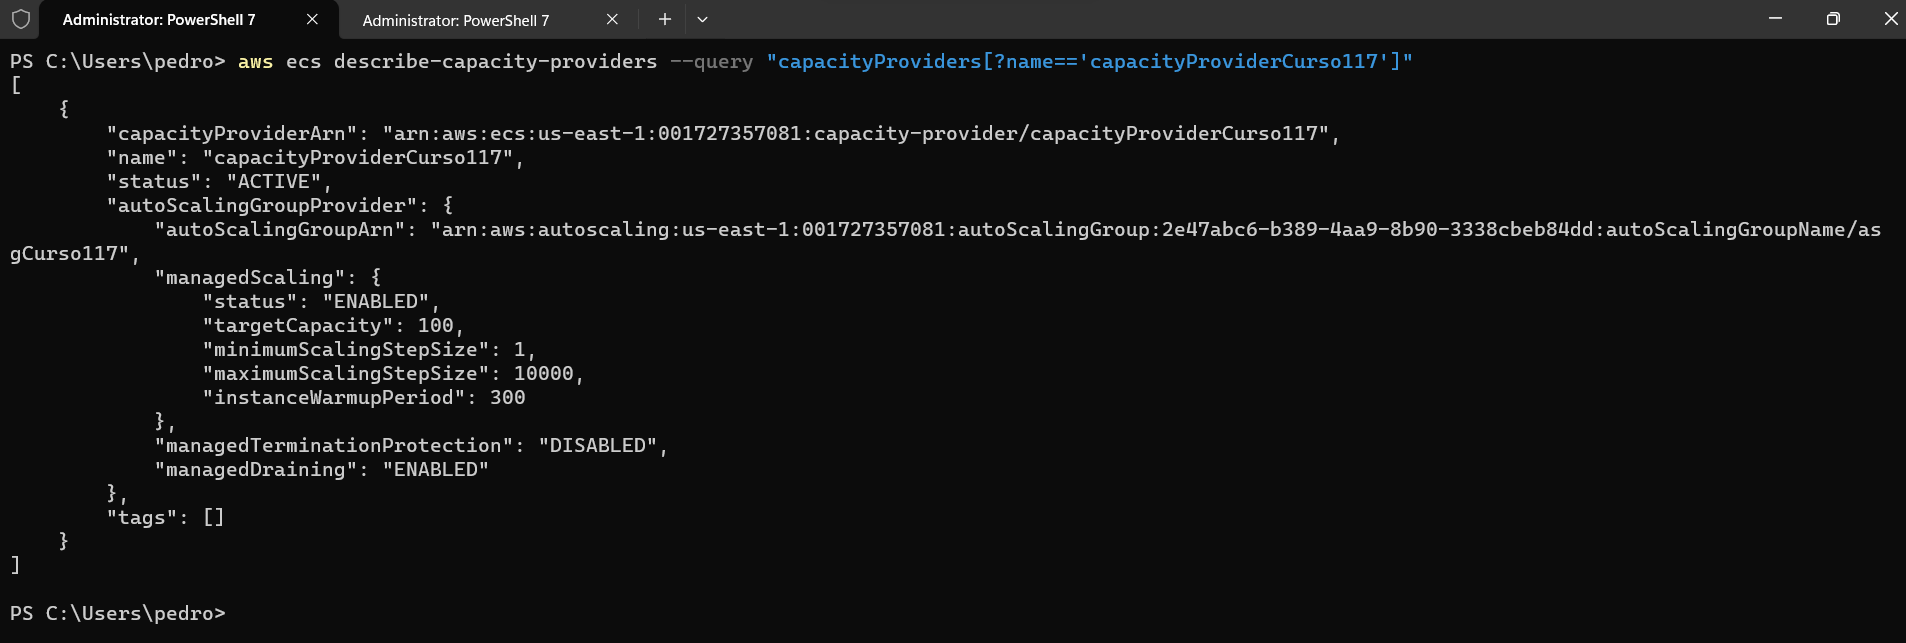 Administrator: PowerShell 7
Administrator: PowerShell 7
PS C:\Users\pedro> aws ecs describe-capacity-providers --query "capacityProviders[?name=='capacityProviderCurso117']"
[
    {
        "capacityProviderArn": "arn:aws:ecs:us-east-1:001727357081:capacity-provider/capacityProviderCurso117",
        "name": "capacityProviderCurso117",
        "status": "ACTIVE",
        "autoScalingGroupProvider": {
            "autoScalingGroupArn": "arn:aws:autoscaling:us-east-1:001727357081:autoScalingGroup:2e47abc6-b389-4aa9-8b90-3338cbeb84dd:autoScalingGroupName/as
gCurso117",
            "managedScaling": {
                "status": "ENABLED",
                "targetCapacity": 100,
                "minimumScalingStepSize": 1,
                "maximumScalingStepSize": 10000,
                "instanceWarmupPeriod": 300
            },
            "managedTerminationProtection": "DISABLED",
            "managedDraining": "ENABLED"
        },
        "tags": []
    }
]
PS C:\Users\pedro>